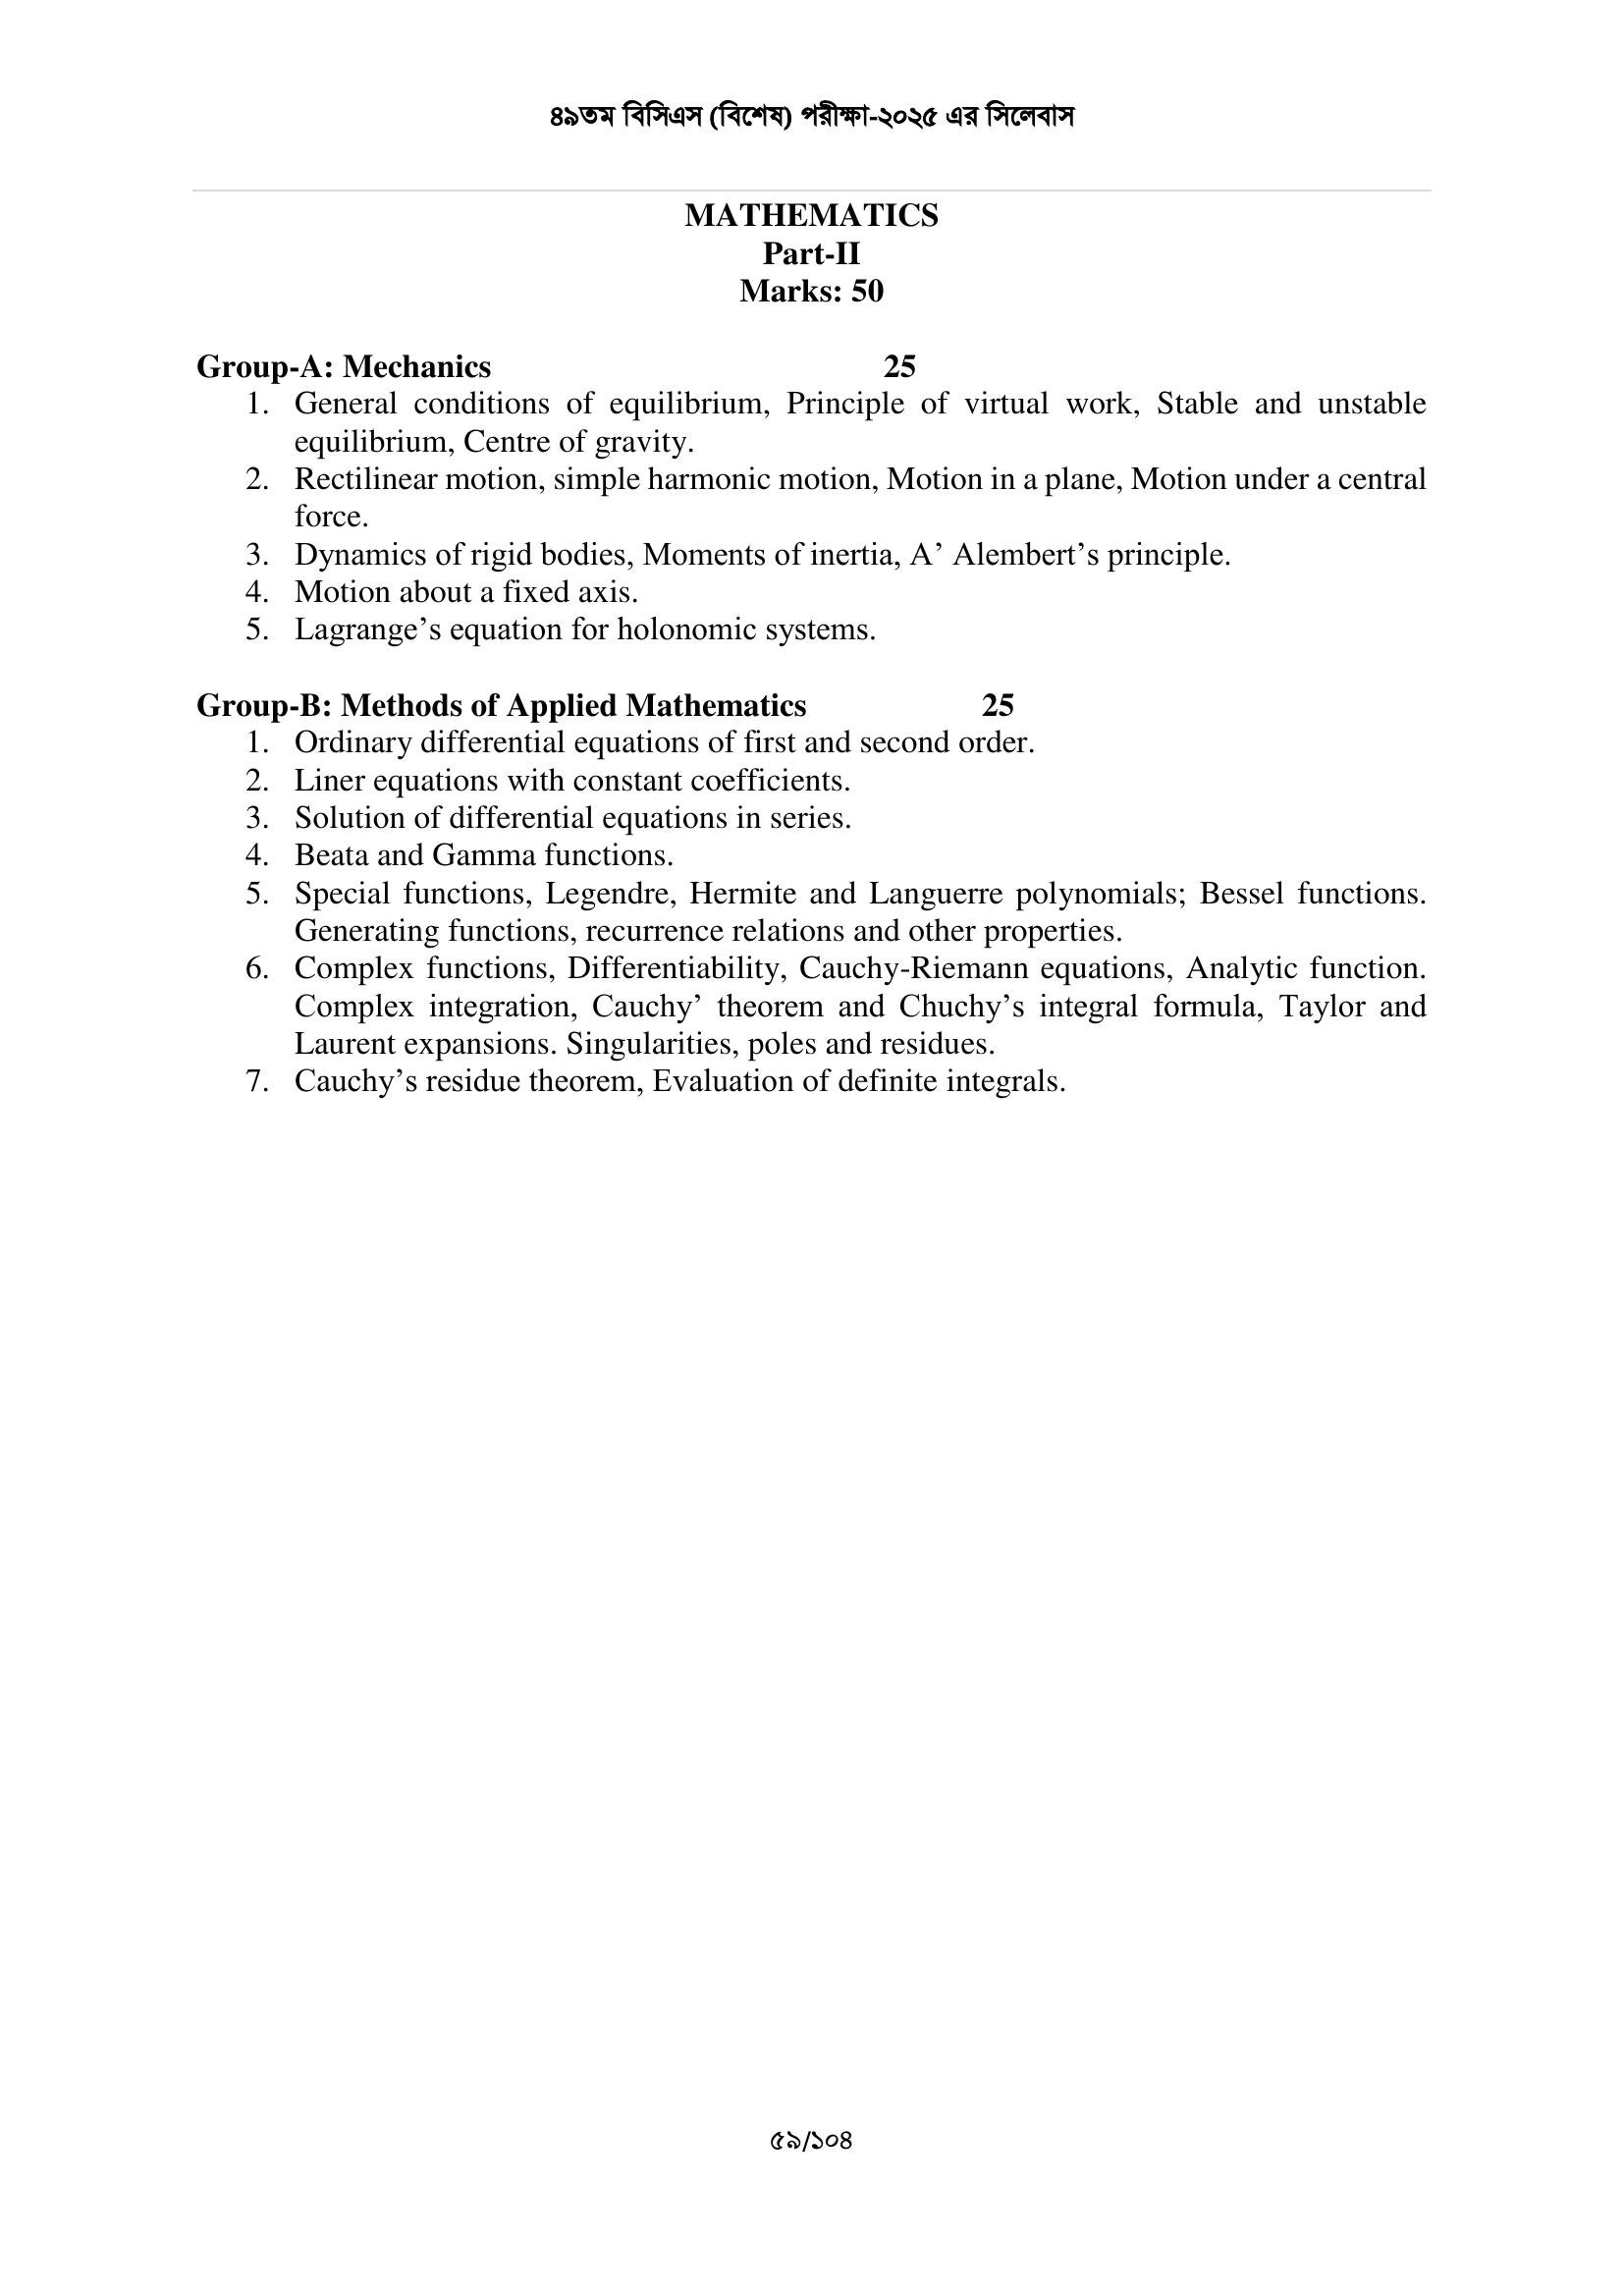 ৪৯তম বিসিএস (বিশেষ) পরীক্ষা-২০২৫ এর সিলেবাস
MATHEMATICS
Part-II
Marks: 50
Group-A: Mechanics 25
1. General conditions of equilibrium, Principle of virtual work, Stable and unstable
equilibrium, Centre of gravity.
2. Rectilinear motion, simple harmonic motion, Motion in a plane, Motion under a central
force.
3. Dynamics of rigid bodies, Moments of inertia, A’ Alembert’s principle.
4. Motion about a fixed axis.
5. Lagrange’s equation for holonomic systems.
Group-B: Methods of Applied Mathematics 25
1. Ordinary differential equations of first and second order.
2. Liner equations with constant coefficients.
3. Solution of differential equations in series.
4. Beata and Gamma functions.
5. Special functions, Legendre, Hermite and Languerre polynomials; Bessel functions.
Generating functions, recurrence relations and other properties.
6. Complex functions, Differentiability, Cauchy-Riemann equations, Analytic function.
Complex integration, Cauchy’ theorem and Chuchy’s integral formula, Taylor and
Laurent expansions. Singularities, poles and residues.
7. Cauchy’s residue theorem, Evaluation of definite integrals.
৫৯/১০৪